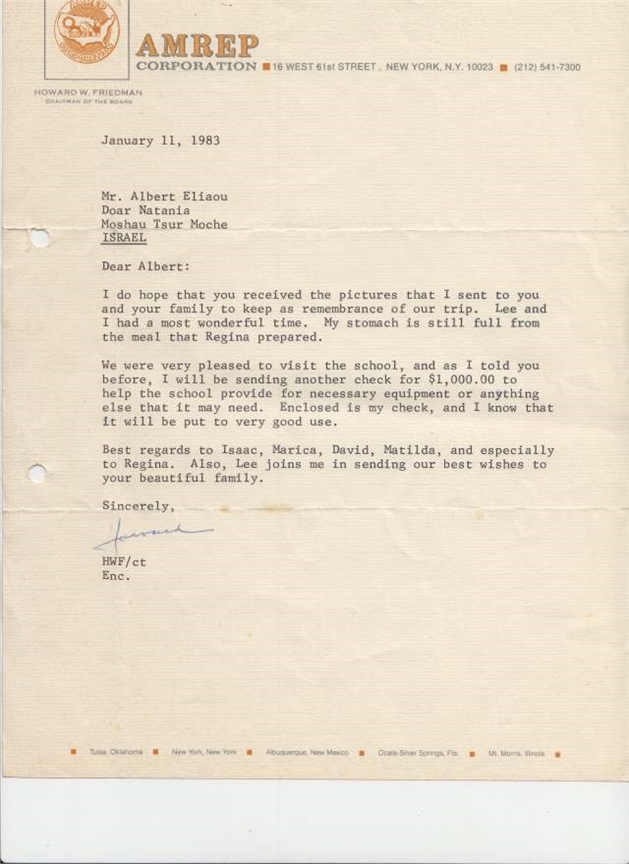 AMREP
CORPORATION ■ 16 WEST 61st STREET . NEW YORK, N.Y. 10023 ■ (212) 541-7300
HOWARD W. FRIEDMAN
CHAIRMAN OF THE BOARD
January 11, 1983
Mr. Albert Eliaou
Doar Natania
Moshau Tsur Moche
ISRAEL
Dear Albert:
I do hope that you received the pictures that I sent to you
and your family to keep as remembrance of our trip. Lee and
I had a most wonderful time. My stomach is still full from
the meal that Regina prepared.
We were very pleased to visit the school, and as I told you
before, I will be sending another check for $1,000.00 to
help the school provide for necessary equipment or anything
else that it may need. Enclosed is my check, and I know that
it will be put to very good use.
Best regards to Isaac, Marica, David, Matilda, and especially
to Regina. Also, Lee joins me in sending our best wishes to
your beautiful family.
Sincerely,
Howard
HWF/ct
Enc.
■ Tulsa, Oklahoma ■ New York, New York ■ Albuquerque, New Mexico ■ Ocala-Silver Springs, Fla. ■ Mt. Morris, Illinois ■